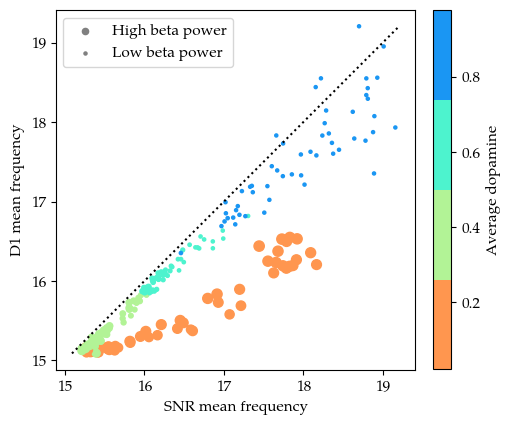 High beta power
Low beta power
19
18
17
16
15
D1 mean frequency
15
16
17
18
19
SNR mean frequency
0.8
0.6
0.4
0.2
Average dopamine